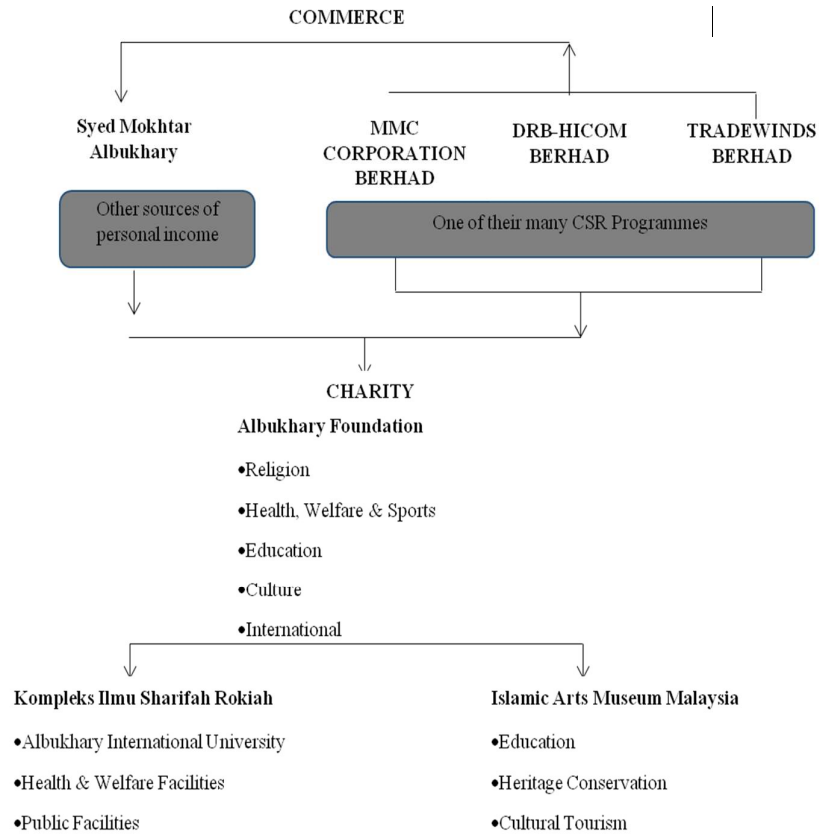 COMMERCE
Syed Mokhtar
Albukhary
MMC
CORPORATION
BERHAD
DRB-HICOM
BERHAD
TRADEWINDS
BERHAD
Other sources of
personal income
One of their many CSR Programmes
CHARITY
Albukhary Foundation
•Religion
•Health, Welfare & Sports
•Education
•Culture
•International
Kompleks Ilmu Sharifah Rokiah
•Albukhary International University
•Health & Welfare Facilities
•Public Facilities
Islamic Arts Museum Malaysia
•Education
•Heritage Conservation
•Cultural Tourism